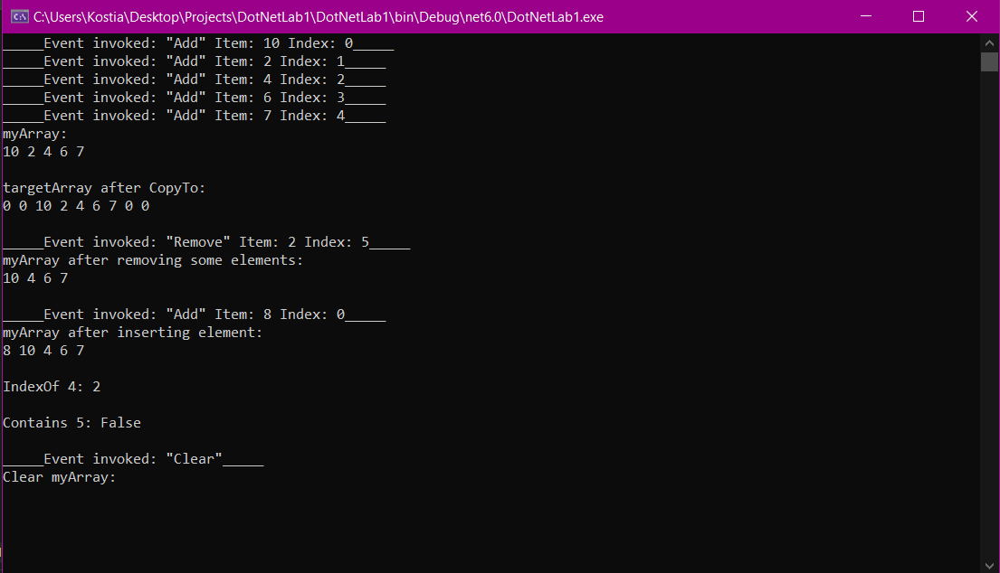 C:\Users\Kostia\Desktop\Projects\DotNetLab1\DotNetLab1\bin\Debug\net6.0\DotNetLab1.exe
_____Event invoked: "Add" Item: 10 Index: 0_____
_____Event invoked: "Add" Item: 2 Index: 1_____
_____Event invoked: "Add" Item: 4 Index: 2_____
_____Event invoked: "Add" Item: 6 Index: 3_____
_____Event invoked: "Add" Item: 7 Index: 4_____
myArray:
10 2 4 6 7
targetArray after CopyTo:
0 0 10 2 4 6 7 0 0
_____Event invoked: "Remove" Item: 2 Index: 5_____
myArray after removing some elements:
10 4 6 7
_____Event invoked: "Add" Item: 8 Index: 0_____
myArray after inserting element:
8 10 4 6 7
IndexOf 4: 2
Contains 5: False
_____Event invoked: "Clear"_____
Clear myArray: